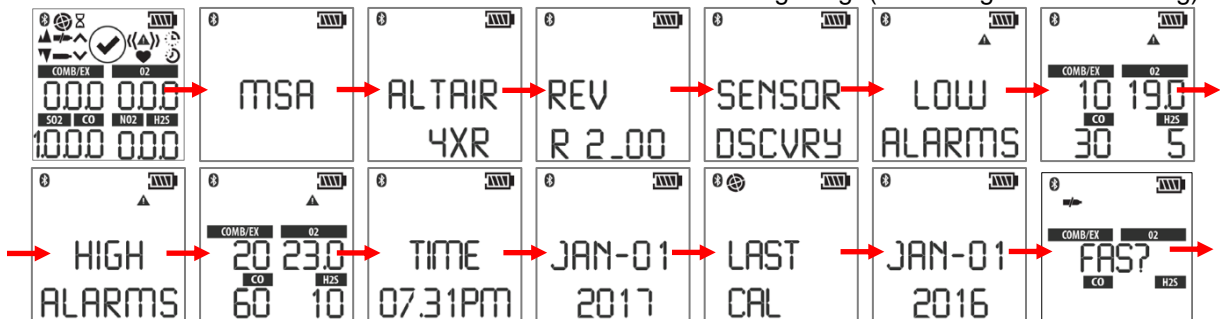 COMB/EX O2
0.0.0 0.0.0
SO2 CO NO2 H2S
1.0.0.0 0.0.0
MSA
ALTAIR
4XR
REV
R 2_00
SENSOR
DSCVRY
LOW
ALARMS
COMB/EX O2
10 19.0
CO H2S
30 5
HIGH
ALARMS
COMB/EX O2
20 23.0
CO H2S
60 10
TIME
07.31PM
JAN-01
2017
LAST
CAL
JAN-01
2016
COMB/EX O2
FAS?
CO H2S